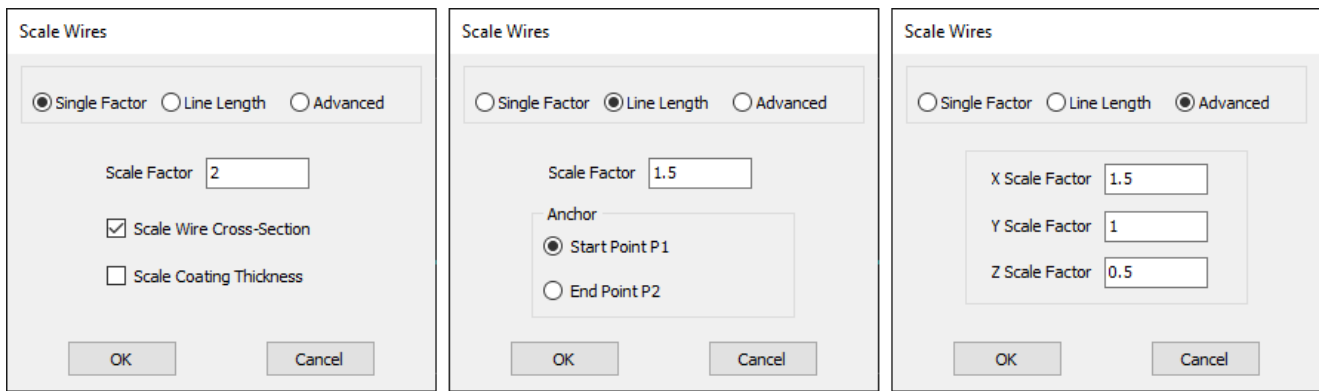 Scale Wires
Single Factor Line Length Advanced
Scale Factor 2
Scale Wire Cross-Section
Scale Coating Thickness
OK Cancel
Scale Wires
Single Factor Line Length Advanced
Scale Factor 1.5
Anchor
Start Point P1
End Point P2
OK Cancel
Scale Wires
Single Factor Line Length Advanced
X Scale Factor 1.5
Y Scale Factor 1
Z Scale Factor 0.5
OK Cancel